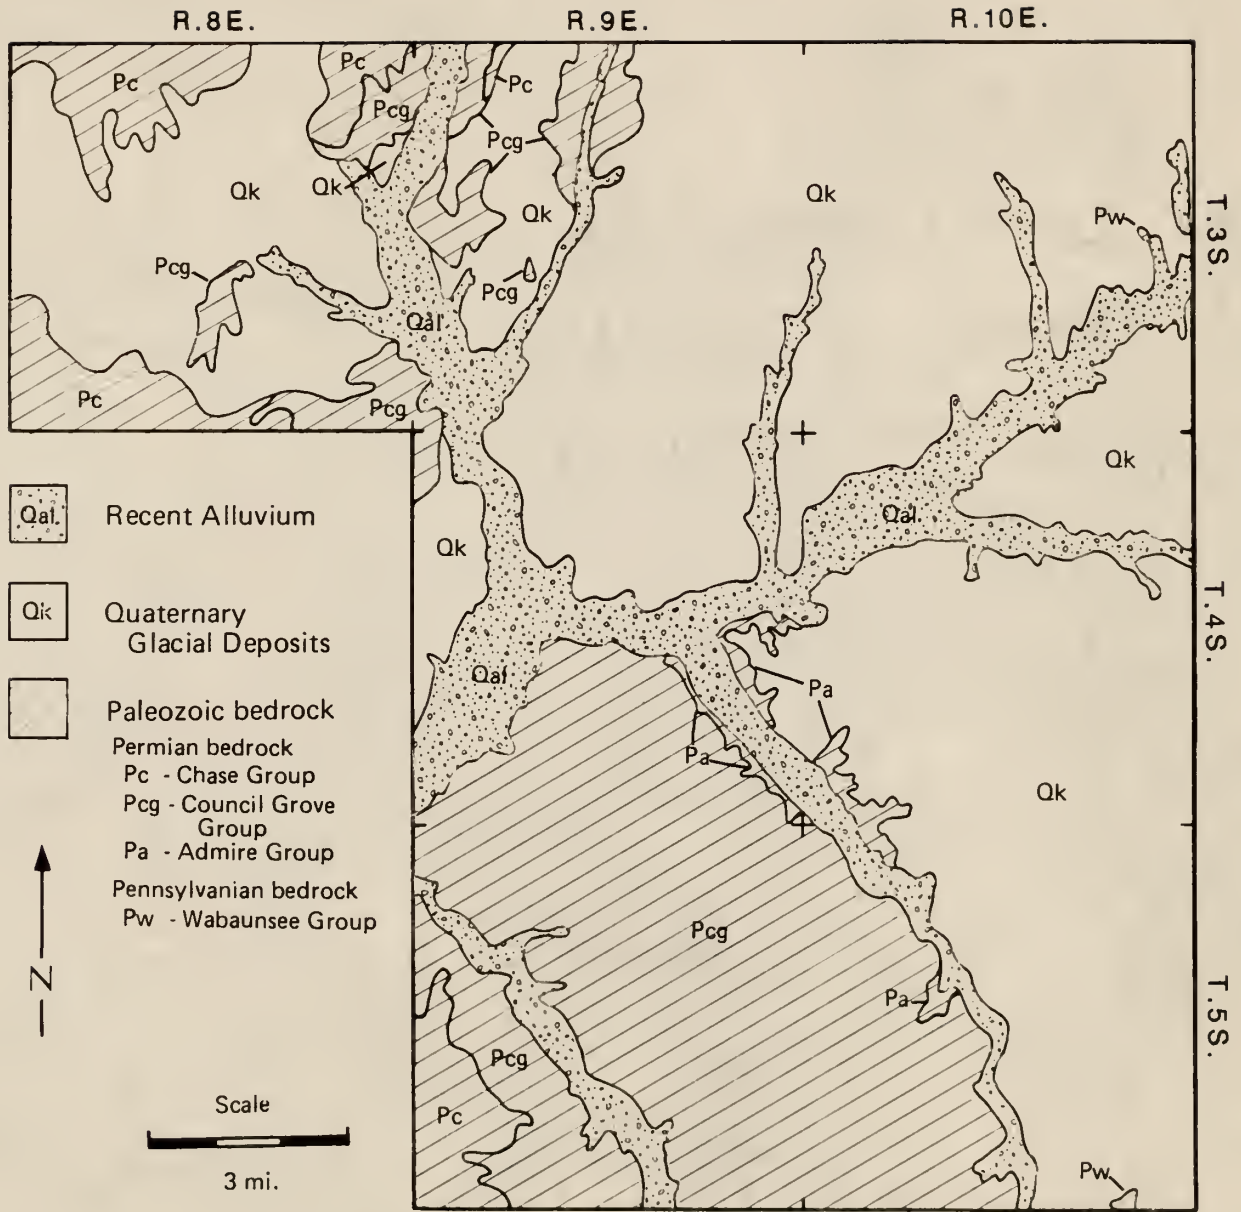 R.8E. R.9E. R.10E.
Pc
Pc
Pc
Pcg
Pcg
Qk
Qk
Qk
Qk
Pw
T.3S.
Pcg
Pcg
Qal
Pc
Pcg
Qk
Qal
Qal
Recent Alluvium
Qk
Qk
Quaternary
Glacial Deposits
T.4S.
Qal
Pa
Paleozoic bedrock
Permian bedrock
Pc - Chase Group
Pcg - Council Grove
Group
Pa - Admire Group
Pennsylvanian bedrock
Pw - Wabaunsee Group
Pa
Qk
Pcg
N
Pa
T.5S.
Pcg
Pc
Scale
3 mi.
Pw